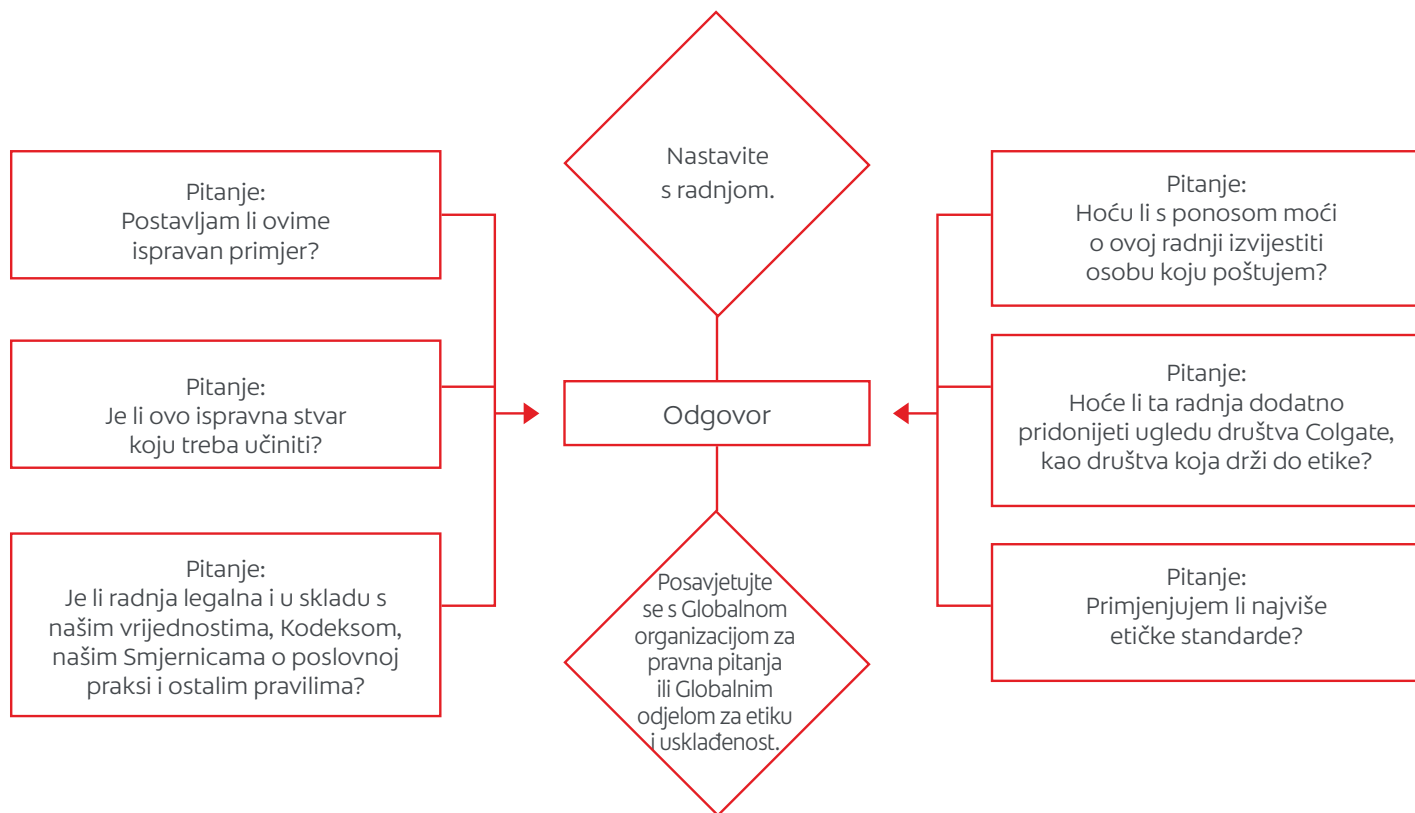 Pitanje:
Postavljam li ovime
ispravan primjer?
Pitanje:
Je li ovo ispravna stvar
koju treba učiniti?
Pitanje:
Je li radnja legalna i u skladu s
našim vrijednostima, Kodeksom,
našim Smjernicama o poslovnoj
praksi i ostalim pravilima?
Nastavite
s radnjom.
Odgovor
Posavjetujte
se s Globalnom
organizacijom za
pravna pitanja
ili Globalnim
odjelom za etiku
i usklađenost.
Pitanje:
Hoću li s ponosom moći
o ovoj radnji izvijestiti
osobu koju poštujem?
Pitanje:
Hoće li ta radnja dodatno
pridonijeti ugledu društva Colgate,
kao društva koja drži do etike?
Pitanje:
Primjenjujem li najviše
etičke standarde?